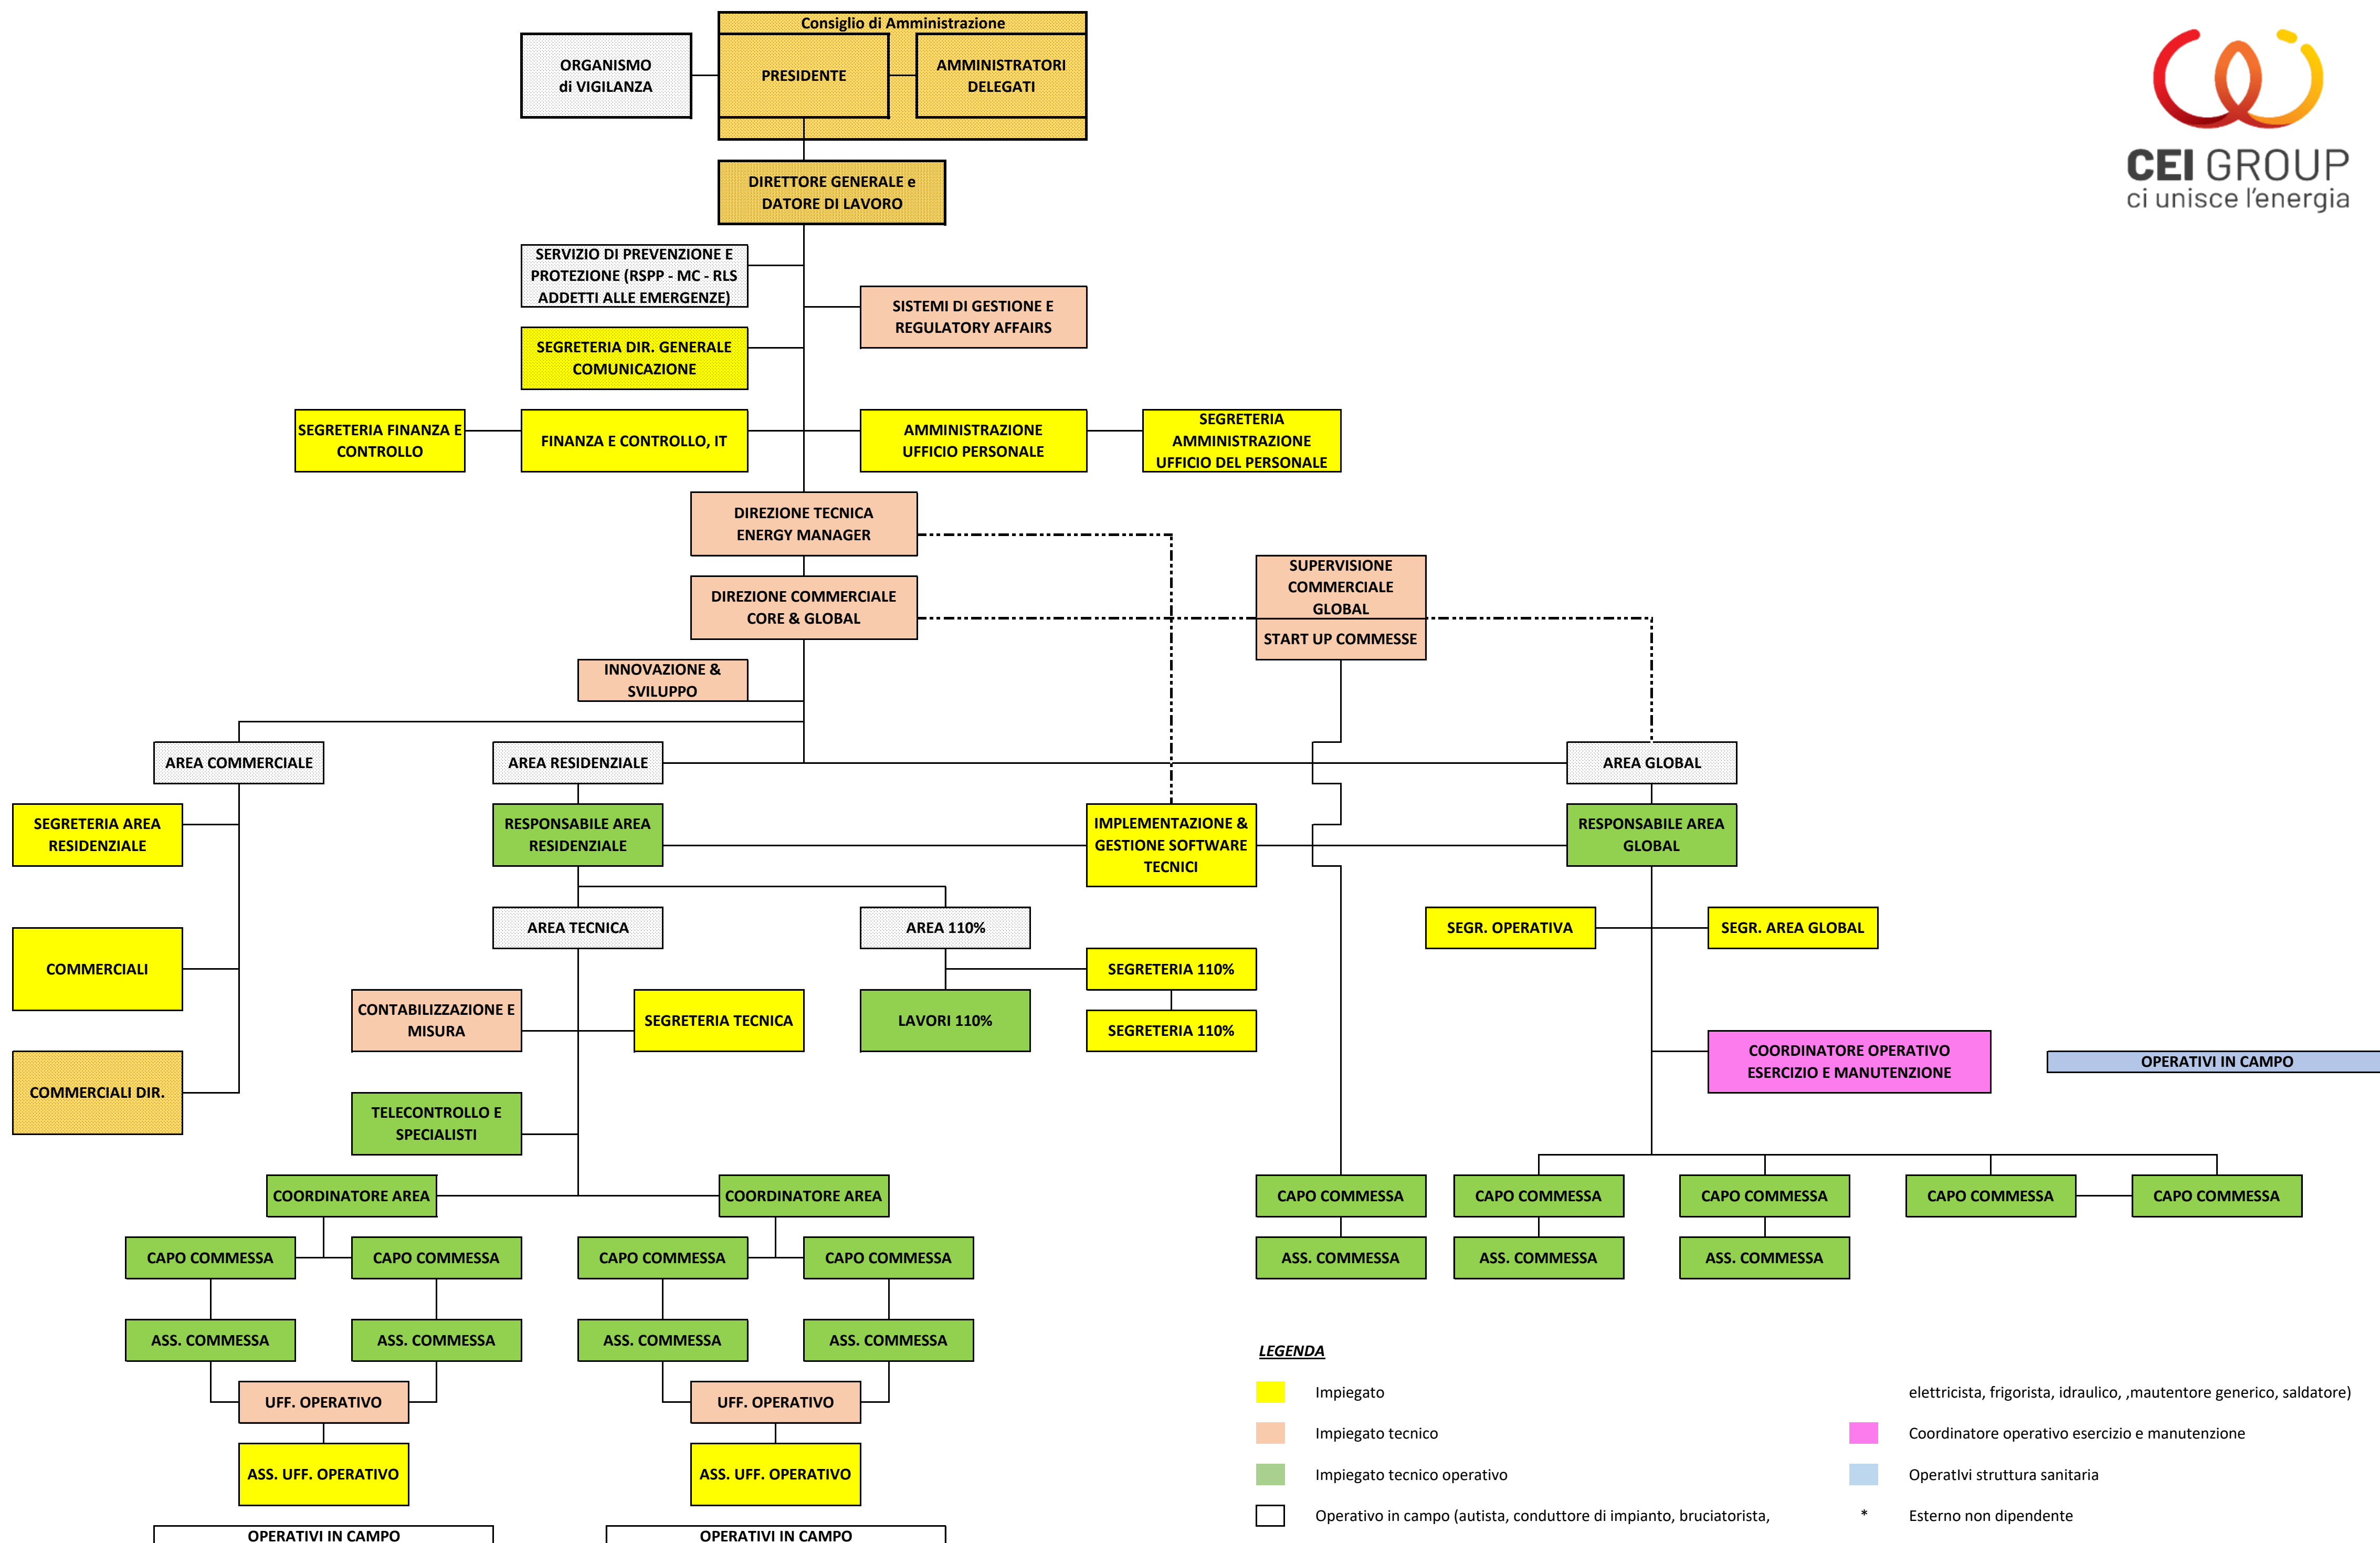 Consiglio di Amministrazione
ORGANISMO
di VIGILANZA
PRESIDENTE
AMMINISTRATORI
DELEGATI
CEI GROUP
ci unisce l'energia
DIRETTORE GENERALE e
DATORE DI LAVORO
SERVIZIO DI PREVENZIONE E
PROTEZIONE (RSPP - MC - RLS
ADDETTI ALLE EMERGENZE)
SISTEMI DI GESTIONE E
REGULATORY AFFAIRS
SEGRETERIA DIR. GENERALE
COMUNICAZIONE
SEGRETERIA FINANZA E
CONTROLLO
FINANZA E CONTROLLO, IT
AMMINISTRAZIONE
UFFICIO PERSONALE
SEGRETERIA
AMMINISTRAZIONE
UFFICIO DEL PERSONALE
DIREZIONE TECNICA
ENERGY MANAGER
DIREZIONE COMMERCIALE
CORE & GLOBAL
SUPERVISIONE
COMMERCIALE
GLOBAL
START UP COMMESSE
INNOVAZIONE &
SVILUPPO
AREA COMMERCIALE
AREA RESIDENZIALE
AREA GLOBAL
SEGRETERIA AREA
RESIDENZIALE
RESPONSABILE AREA
RESIDENZIALE
IMPLEMENTAZIONE &
GESTIONE SOFTWARE
TECNICI
RESPONSABILE AREA
GLOBAL
AREA TECNICA
AREA 110%
SEGR. OPERATIVA
SEGR. AREA GLOBAL
COMMERCIALI
SEGRETERIA 110%
CONTABILIZZAZIONE E
MISURA
SEGRETERIA TECNICA
LAVORI 110%
SEGRETERIA 110%
COORDINATORE OPERATIVO
ESERCIZIO E MANUTENZIONE
OPERATIVI IN CAMPO
COMMERCIALI DIR.
TELECONTROLLO E
SPECIALISTI
COORDINATORE AREA
COORDINATORE AREA
CAPO COMMESSA
CAPO COMMESSA
CAPO COMMESSA
CAPO COMMESSA
CAPO COMMESSA
CAPO COMMESSA
CAPO COMMESSA
CAPO COMMESSA
CAPO COMMESSA
ASS. COMMESSA
ASS. COMMESSA
ASS. COMMESSA
ASS. COMMESSA
ASS. COMMESSA
ASS. COMMESSA
ASS. COMMESSA
UFF. OPERATIVO
UFF. OPERATIVO
ASS. UFF. OPERATIVO
ASS. UFF. OPERATIVO
OPERATIVI IN CAMPO
OPERATIVI IN CAMPO
LEGENDA
Impiegato
Impiegato tecnico
Impiegato tecnico operativo
Operativo in campo (autista, conduttore di impianto, bruciatorista,
elettricista, frigorista, idraulico, ,mautentore generico, saldatore)
Coordinatore operativo esercizio e manutenzione
OperatIvi struttura sanitaria
* Esterno non dipendente